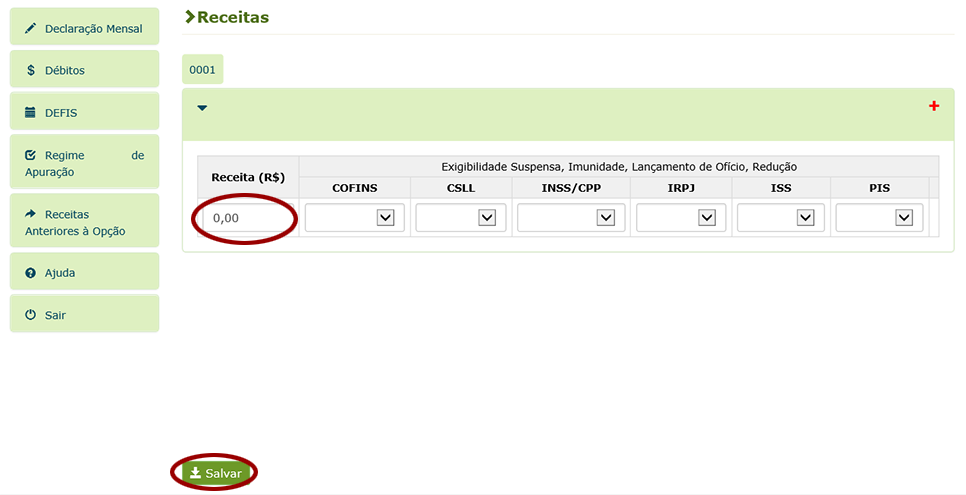 Declaração Mensal
Débitos
DEFIS
Regime de
Apuração
Receitas
Anteriores à Opção
Ajuda
Sair
Receitas
0001
+
Receita (R$)
Exigibilidade Suspensa, Imunidade, Lançamento de Ofício, Redução
COFINS CSLL INSS/CPP IRPJ ISS PIS
0,00
Salvar